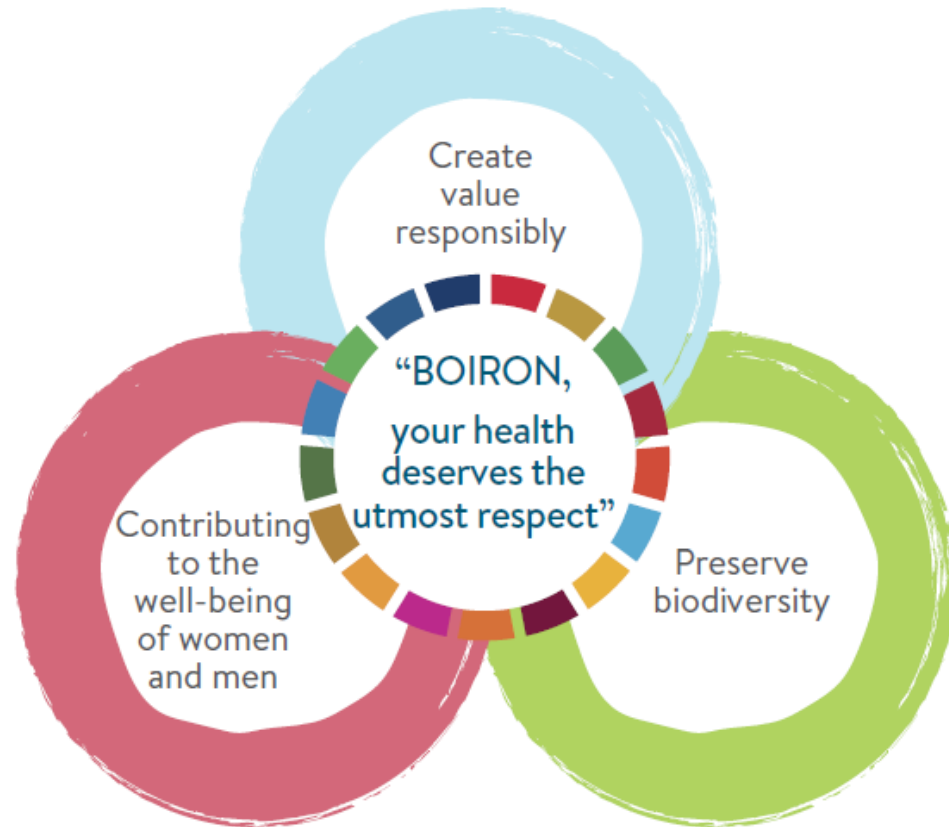 Create
value
responsibly
“BOIRON,
your health
deserves the
utmost respect”
Contributing
to the
well-being
of women
and men
Preserve
biodiversity